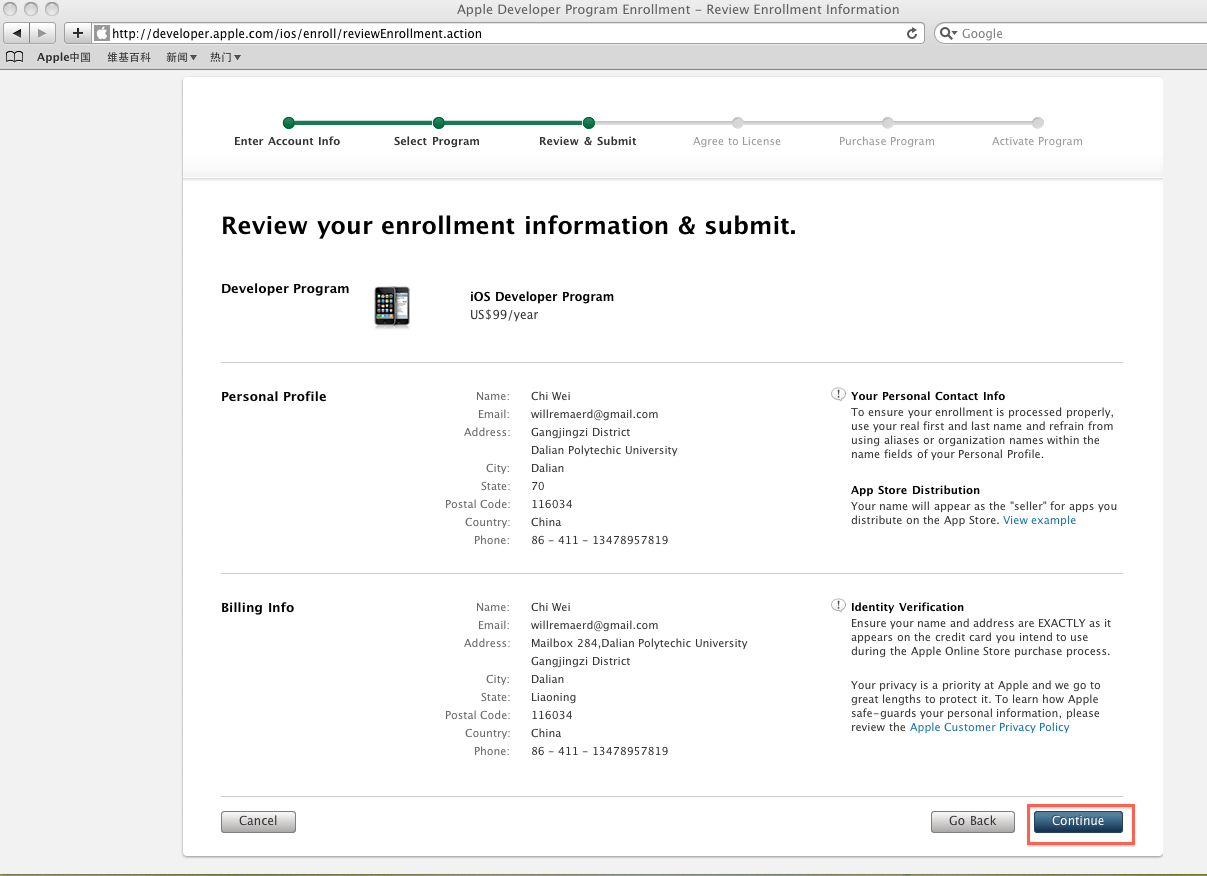 Apple Developer Program Enrollment – Review Enrollment Information
http://developer.apple.com/ios/enroll/reviewEnrollment.action
Google
Apple中国 维基百科 新闻 热门
Enter Account Info Select Program Review & Submit Agree to License Purchase Program Activate Program
Review your enrollment information & submit.
Developer Program
iOS Developer Program
US$99/year
Personal Profile
Name: Chi Wei
Email: willremaerd@gmail.com
Address: Gangjingzi District
Dalian Polytechic University
City: Dalian
State: 70
Postal Code: 116034
Country: China
Phone: 86 - 411 - 13478957819
Your Personal Contact Info
To ensure your enrollment is processed properly,
use your real first and last name and refrain from
using aliases or organization names within the
name fields of your Personal Profile.
App Store Distribution
Your name will appear as the "seller" for apps you
distribute on the App Store. View example
Billing Info
Name: Chi Wei
Email: willremaerd@gmail.com
Address: Mailbox 284,Dalian Polytechic University
Gangjingzi District
City: Dalian
State: Liaoning
Postal Code: 116034
Country: China
Phone: 86 - 411 - 13478957819
Identity Verification
Ensure your name and address are EXACTLY as it
appears on the credit card you intend to use
during the Apple Online Store purchase process.
Your privacy is a priority at Apple and we go to
great lengths to protect it. To learn how Apple
safe-guards your personal information, please
review the Apple Customer Privacy Policy
Cancel Go Back Continue